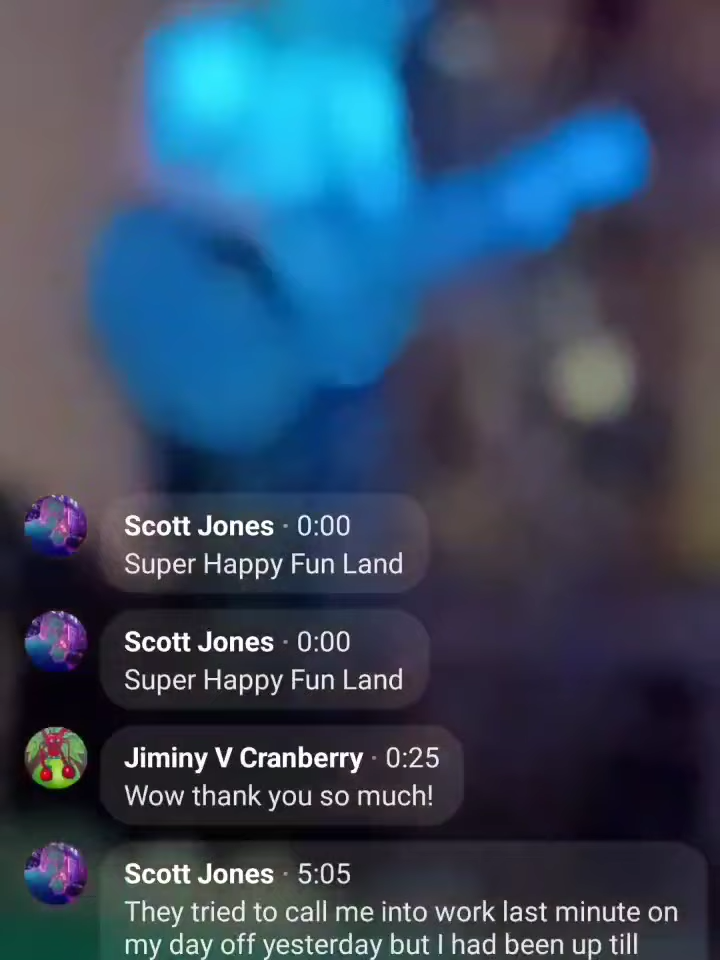 Scott Jones · 0:00
Super Happy Fun Land
Scott Jones · 0:00
Super Happy Fun Land
Jiminy V Cranberry · 0:25
Wow thank you so much!
Scott Jones · 5:05
They tried to call me into work last minute on
my day off yesterday but I had been up till